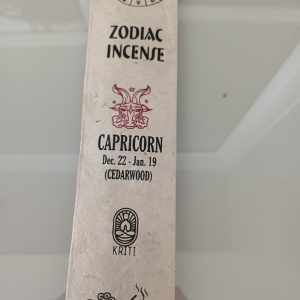 ZODIAC
INCENSE
CAPRICORN
Dec. 22 - Jan. 19
(CEDARWOOD)
KRITI